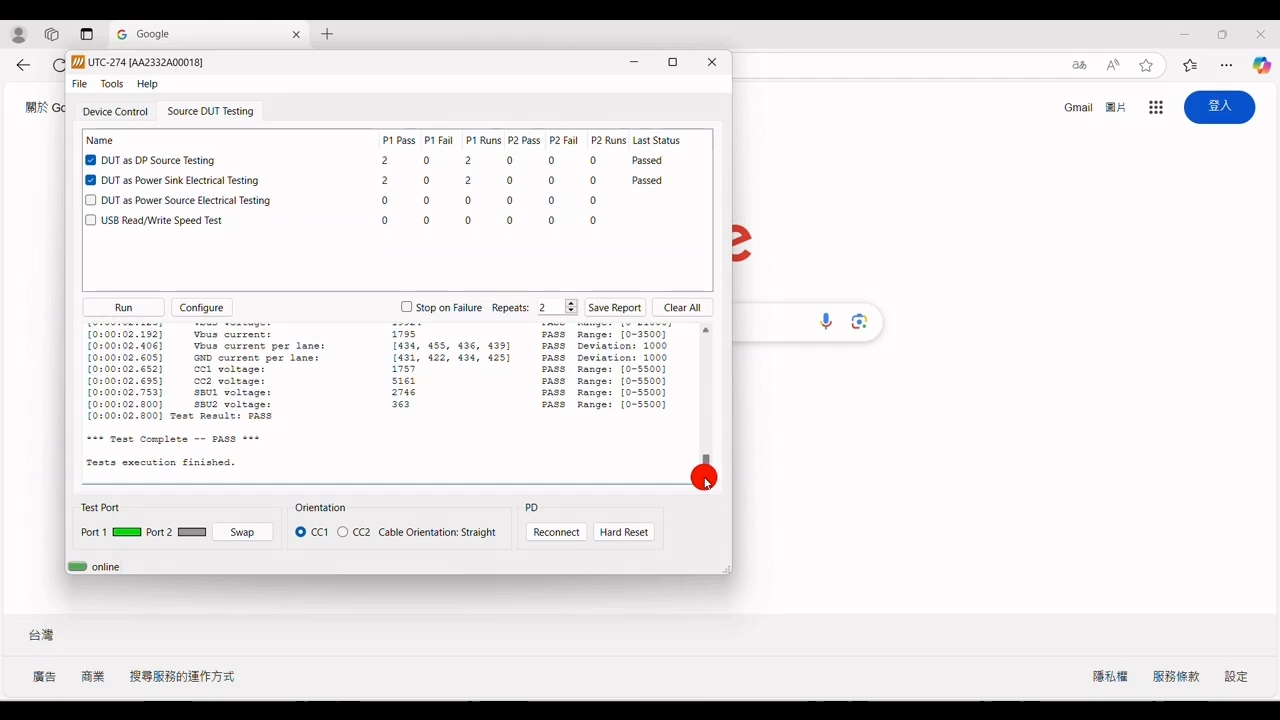 Google
UTC-274 [AA2332A00018]
File Tools Help
關於 Go
Gmail 圖片 登入
Device Control Source DUT Testing
Name P1 Pass P1 Fail P1 Runs P2 Pass P2 Fail P2 Runs Last Status
DUT as DP Source Testing 2 0 2 0 0 0 Passed
DUT as Power Sink Electrical Testing 2 0 2 0 0 0 Passed
DUT as Power Source Electrical Testing 0 0 0 0 0 0
USB Read/Write Speed Test 0 0 0 0 0 0
e
Run Configure Stop on Failure Repeats: 2 Save Report Clear All
[0:00:02.192] Vbus current: 1795 PASS Range: [0-3500]
[0:00:02.406] Vbus current per lane: [434, 455, 436, 439] PASS Deviation: 1000
[0:00:02.605] GND current per lane: [431, 422, 434, 425] PASS Deviation: 1000
[0:00:02.652] CC1 voltage: 1757 PASS Range: [0-5500]
[0:00:02.695] CC2 voltage: 5161 PASS Range: [0-5500]
[0:00:02.753] SBU1 voltage: 2746 PASS Range: [0-5500]
[0:00:02.800] SBU2 voltage: 363 PASS Range: [0-5500]
[0:00:02.800] Test Result: PASS
*** Test Complete -- PASS ***
Tests execution finished.
Test Port Orientation PD
Port 1 Port 2 Swap CC1 CC2 Cable Orientation: Straight Reconnect Hard Reset
online
台灣
廣告 商業 搜尋服務的運作方式 隱私權 服務條款 設定